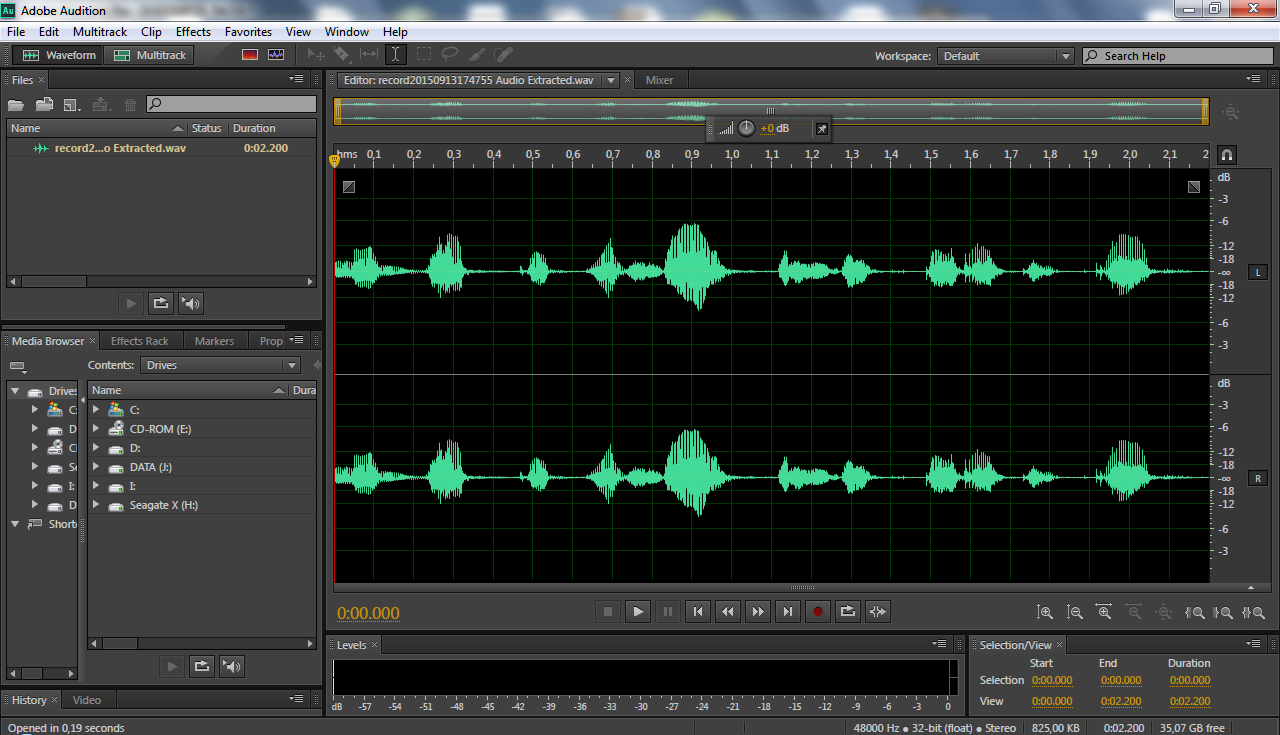 Au Adobe Audition
File Edit Multitrack Clip Effects Favorites View Window Help
Waveform Multitrack Workspace: Default Search Help
Files ×
Name Status Duration
record2...o Extracted.wav 0:02.200
Media Browser × Effects Rack Markers Prop
Contents: Drives
Drives
C:
D
CI
Se
I:
D
Shortc
Name Dura
C:
CD-ROM (E:)
D:
DATA (J:)
I:
Seagate X (H:)
History × Video
Editor: record20150913174755 Audio Extracted.wav × Mixer
+0 dB
hms 0,1 0,2 0,3 0,4 0,5 0,6 0,7 0,8 0,9 1,0 1,1 1,2 1,3 1,4 1,5 1,6 1,7 1,8 1,9 2,0 2,1 2
dB
-3
-6
-12
-18
-∞
-18
-12
-6
-3
L
dB
-3
-6
-12
-18
-∞
-18
-12
-6
-3
R
0:00.000
Levels ×
dB -57 -54 -51 -48 -45 -42 -39 -36 -33 -30 -27 -24 -21 -18 -15 -12 -9 -6 -3 0
Selection/View ×
Start End Duration
Selection 0:00.000 0:00.000 0:00.000
View 0:00.000 0:02.200 0:02.200
Opened in 0,19 seconds 48000 Hz ● 32-bit (float) ● Stereo 825,00 KB 0:02.200 35,07 GB free